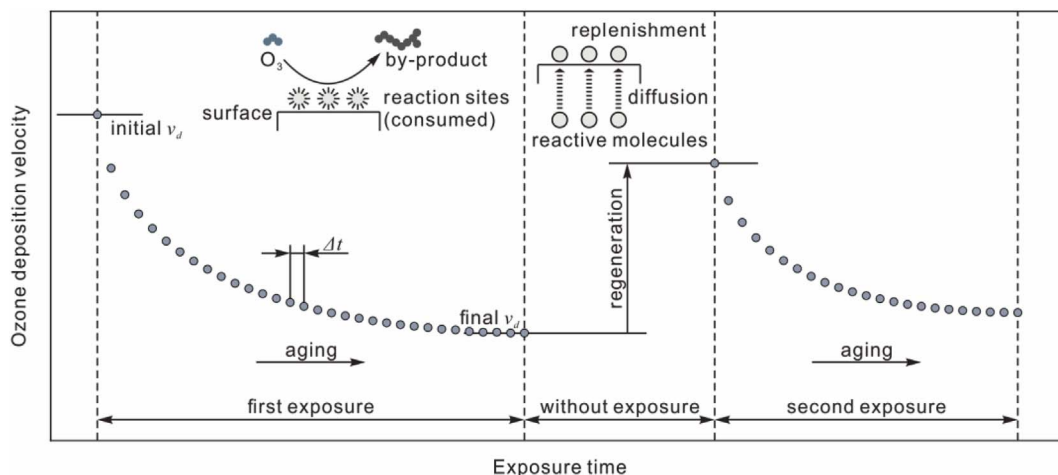 Ozone deposition velocity
initial v_d
O₃
by-product
surface
reaction sites
(consumed)
Δt
final v_d
aging
first exposure
replenishment
diffusion
reactive molecules
regeneration
without exposure
aging
second exposure
Exposure time